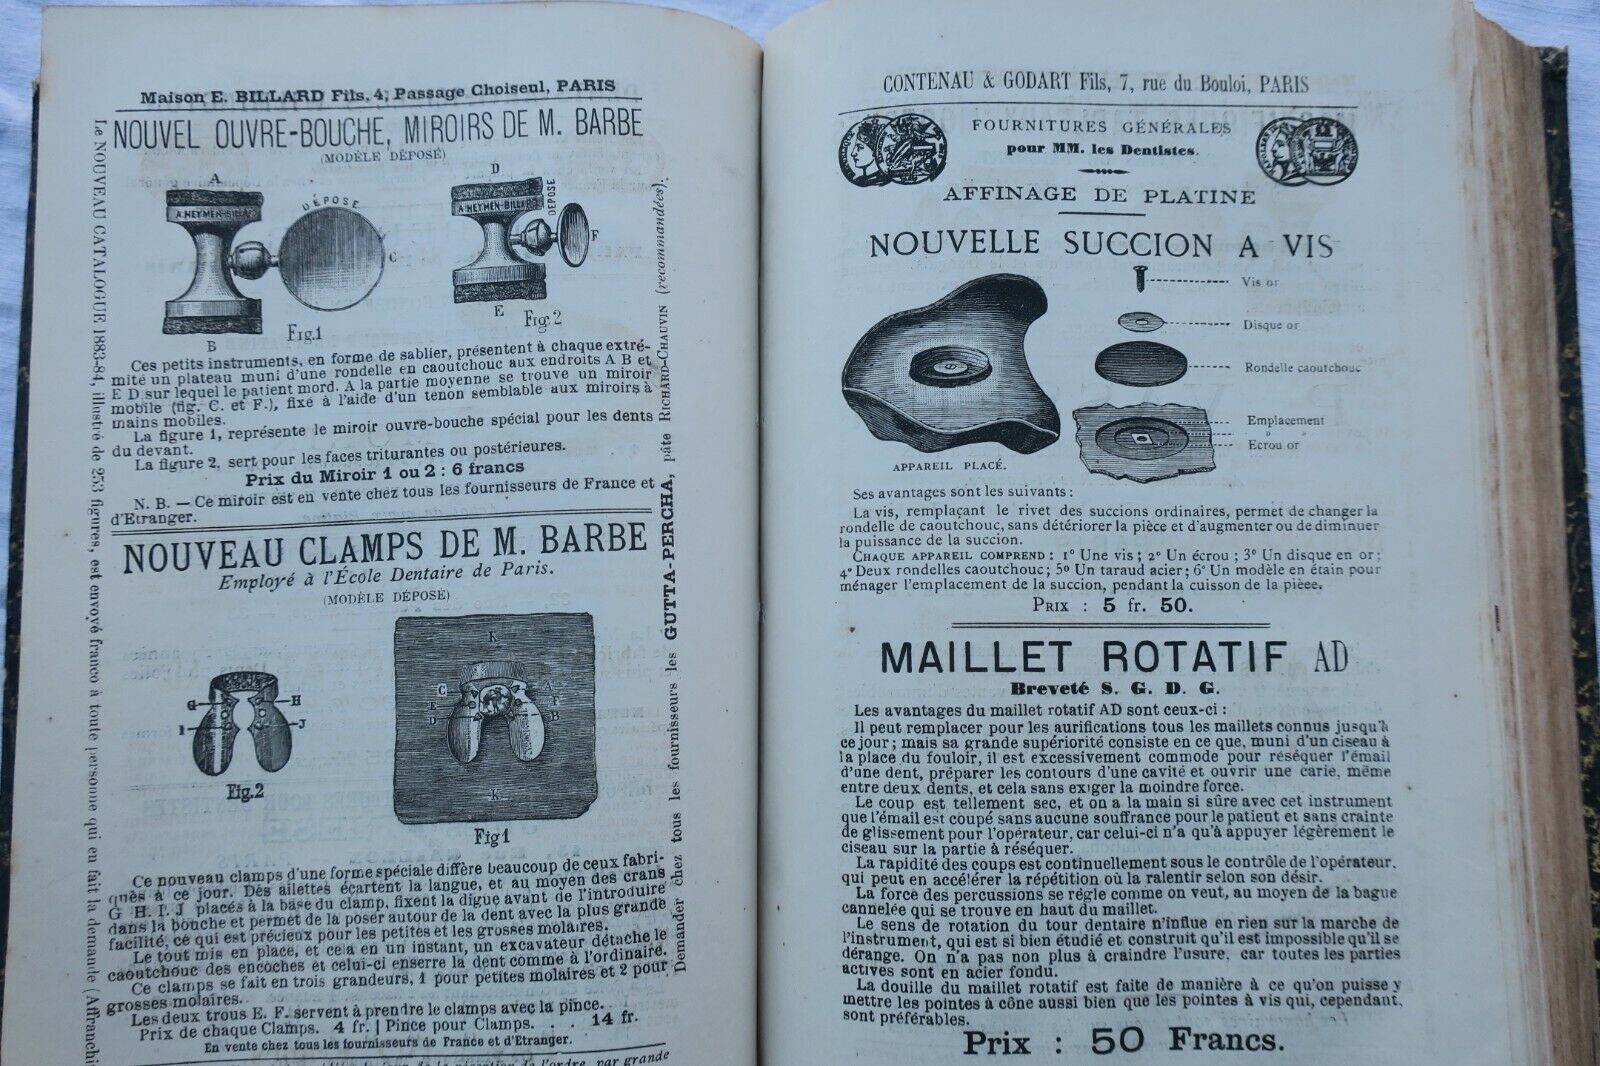 Maison E. BILLARD Fils, 4, Passage Choiseul, PARIS
NOUVEL OUVRE-BOUCHE, MIROIRS DE M. BARBE
(MODÈLE DÉPOSÉ)
A
A HEYMEN-BILLA
DÉPOSE
C
B
Fig.1
D
A. HEYMEN-BILLARD
DEPOSE
F
E
Fig.2
Ces petits instruments, en forme de sablier, présentent à chaque extré-
mité un plateau muni d'une rondelle en caoutchouc aux endroits A B et
E D sur lequel le patient mord. A la partie moyenne se trouve un miroir
mobile (fig. C. et F.), fixé à l'aide d'un tenon semblable aux miroirs à
mains mobiles.
La figure 1, représente le miroir ouvre-bouche spécial pour les dents
du devant.
La figure 2, sert pour les faces triturantes ou postérieures.
Prix du Miroir 1 ou 2 : 6 francs
N. B. — Ce miroir est en vente chez tous les fournisseurs de France et
d'Etranger.
NOUVEAU CLAMPS DE M. BARBE
Employé à l'École Dentaire de Paris.
(MODÈLE DÉPOSÉ)
G
H
I
J
Fig.2
K
C
A
E
F
D
B
K
Fig1
Ce nouveau clamps d'une forme spéciale diffère beaucoup de ceux fabri-
qués à ce jour. Des ailettes écartent la langue, et au moyen des crans
G H. I. J placés à la base du clamp, fixent la digue avant de l'introduire
dans la bouche et permet de la poser autour de la dent avec la plus grande
facilité, ce qui est précieux pour les petites et les grosses molaires.
Le tout mis en place, et cela en un instant, un excavateur détache le
caoutchouc des encoches et celui-ci enserre la dent comme à l'ordinaire.
Ce clamps se fait en trois grandeurs, 1 pour petites molaires et 2 pour
grosses molaires.
Les deux trous E. F. servent à prendre le clamps avec la pince.
Prix de chaque Clamps. 4 fr. | Pince pour Clamps. . . 14 fr.
En vente chez tous les fournisseurs de France et d'Etranger.
de la réception de l'ordre, par grande
Le NOUVEAU CATALOGUE 1883-84, illustré de 253 figures, est envoyé franco à toute personne qui en fait la demande (Affranchi
Demander chez tous les fournisseurs les GUTTA-PERCHA, pâte RICHARD-CHAUVIN (recommandées).
CONTENAU & GODART Fils, 7, rue du Bouloi, PARIS
FOURNITURES GÉNÉRALES
pour MM. les Dentistes.
AFFINAGE DE PLATINE
NOUVELLE SUCCION A VIS
Vis or
Disque or
Rondelle caoutchouc
Emplacement
» »
Ecrou or
APPAREIL PLACÉ.
Ses avantages sont les suivants :
La vis, remplaçant le rivet des succions ordinaires, permet de changer la
rondelle de caoutchouc, sans détériorer la pièce et d'augmenter ou de diminuer
la puissance de la succion.
CHAQUE APPAREIL COMPREND : 1° Une vis ; 2° Un écrou ; 3° Un disque en or ;
4° Deux rondelles caoutchouc ; 5o Un taraud acier ; 6° Un modèle en étain pour
ménager l'emplacement de la succion, pendant la cuisson de la pièce.
PRIX : 5 fr. 50.
MAILLET ROTATIF AD
Breveté S. G. D. G.
Les avantages du maillet rotatif AD sont ceux-ci :
Il peut remplacer pour les aurifications tous les maillets connus jusqu'à
ce jour ; mais sa grande supériorité consiste en ce que, muni d'un ciseau à
la place du fouloir, il est excessivement commode pour réséquer l'émail
d'une dent, préparer les contours d'une cavité et ouvrir une carie, même
entre deux dents, et cela sans exiger la moindre force.
Le coup est tellement sec, et on a la main si sûre avec cet instrument
que l'émail est coupé sans aucune souffrance pour le patient et sans crainte
de glissement pour l'opérateur, car celui-ci n'a qu'à appuyer légèrement le
ciseau sur la partie à réséquer.
La rapidité des coups est continuellement sous le contrôle de l'opérateur,
qui peut en accélérer la répétition où la ralentir selon son désir.
La force des percussions se règle comme on veut, au moyen de la bague
cannelée qui se trouve en haut du maillet.
Le sens de rotation du tour dentaire n'influe en rien sur la marche de
l'instrument, qui est si bien étudié et construit qu'il est impossible qu'il se
dérange. On n'a pas non plus à craindre l'usure, car toutes les parties
actives sont en acier fondu.
La douille du maillet rotatif est faite de manière à ce qu'on puisse y
mettre les pointes à cône aussi bien que les pointes à vis qui, cependant,
sont préférables.
Prix : 50 Francs.